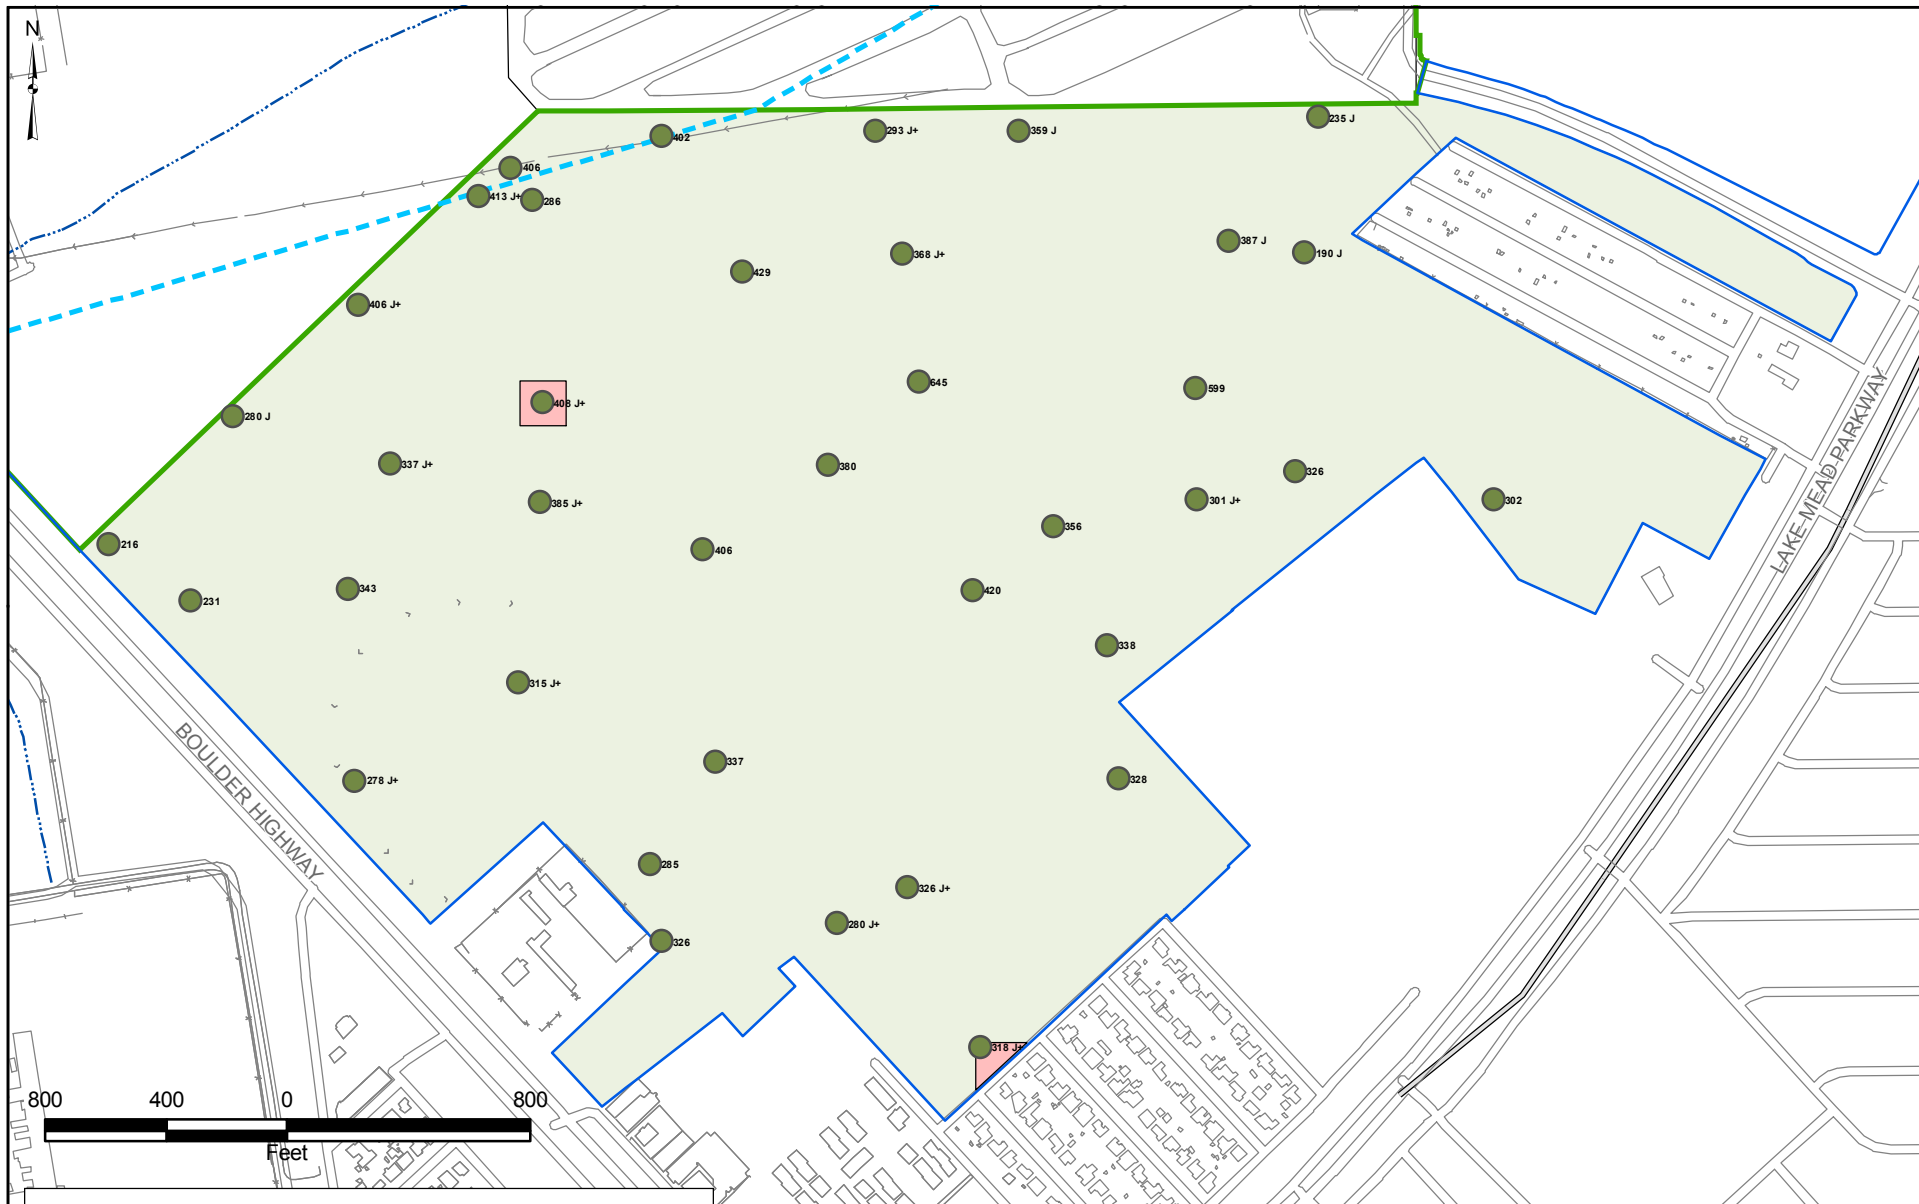 N
402
293 J+
359 J
235 J
406
413 J+
286
387 J
190 J
368 J+
429
406 J+
645
599
408 J+
280 J
337 J+
380
326
385 J+
301 J+
302
356
216
406
343
420
231
338
315 J+
337
328
278 J+
285
326 J+
280 J+
326
318 J+
LAKE MEAD PARKWAY
BOULDER HIGHWAY
800 400 0 800
Feet